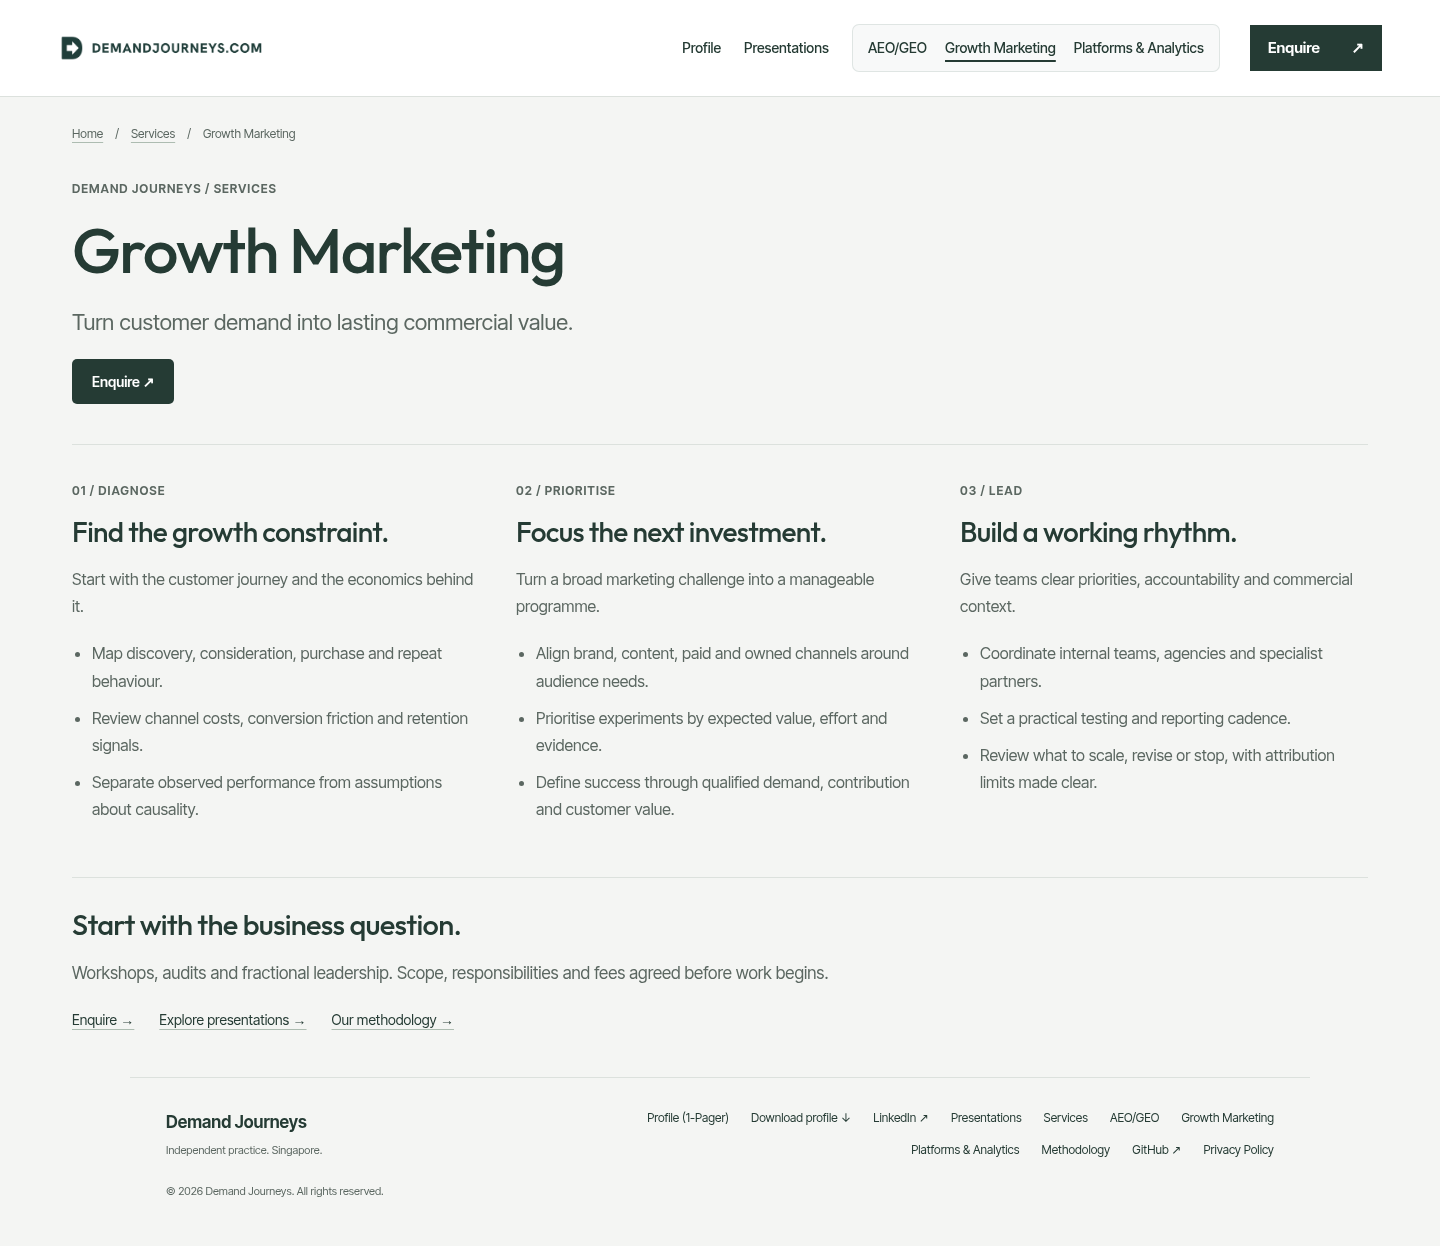 DEMANDJOURNEYS.COM
Profile
Presentations
AEO/GEO
Growth Marketing
Platforms & Analytics
Enquire ↗
Home / Services / Growth Marketing
DEMAND JOURNEYS / SERVICES
Growth Marketing
Turn customer demand into lasting commercial value.
Enquire ↗
01 / DIAGNOSE
Find the growth constraint.
Start with the customer journey and the economics behind
it.
• Map discovery, consideration, purchase and repeat
behaviour.
• Review channel costs, conversion friction and retention
signals.
• Separate observed performance from assumptions
about causality.
02 / PRIORITISE
Focus the next investment.
Turn a broad marketing challenge into a manageable
programme.
• Align brand, content, paid and owned channels around
audience needs.
• Prioritise experiments by expected value, effort and
evidence.
• Define success through qualified demand, contribution
and customer value.
03 / LEAD
Build a working rhythm.
Give teams clear priorities, accountability and commercial
context.
• Coordinate internal teams, agencies and specialist
partners.
• Set a practical testing and reporting cadence.
• Review what to scale, revise or stop, with attribution
limits made clear.
Start with the business question.
Workshops, audits and fractional leadership. Scope, responsibilities and fees agreed before work begins.
Enquire → Explore presentations → Our methodology →
Demand Journeys
Independent practice. Singapore.
© 2026 Demand Journeys. All rights reserved.
Profile (1-Pager) Download profile ↓ LinkedIn ↗ Presentations Services AEO/GEO Growth Marketing
Platforms & Analytics Methodology GitHub ↗ Privacy Policy